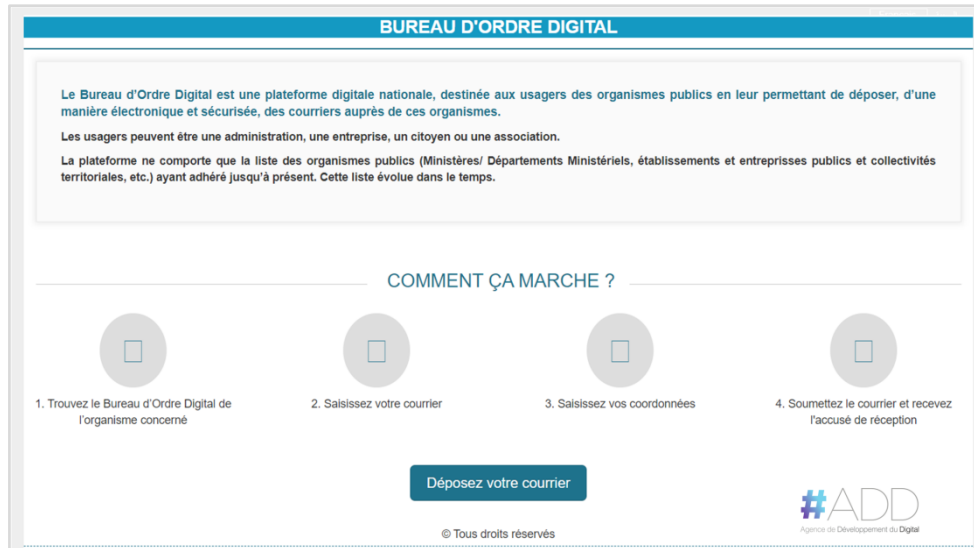 BUREAU D'ORDRE DIGITAL
Le Bureau d'Ordre Digital est une plateforme digitale nationale, destinée aux usagers des organismes publics en leur permettant de déposer, d'une
manière électronique et sécurisée, des courriers auprès de ces organismes.
Les usagers peuvent être une administration, une entreprise, un citoyen ou une association.
La plateforme ne comporte que la liste des organismes publics (Ministères/ Départements Ministériels, établissements et entreprises publics et collectivités
territoriales, etc.) ayant adhéré jusqu'à présent. Cette liste évolue dans le temps.
COMMENT ÇA MARCHE ?
1. Trouvez le Bureau d'Ordre Digital de
l'organisme concerné
2. Saisissez votre courrier
3. Saisissez vos coordonnées
4. Soumettez le courrier et recevez
l'accusé de réception
Déposez votre courrier
#ADD
Agence de Développement du Digital
© Tous droits réservés